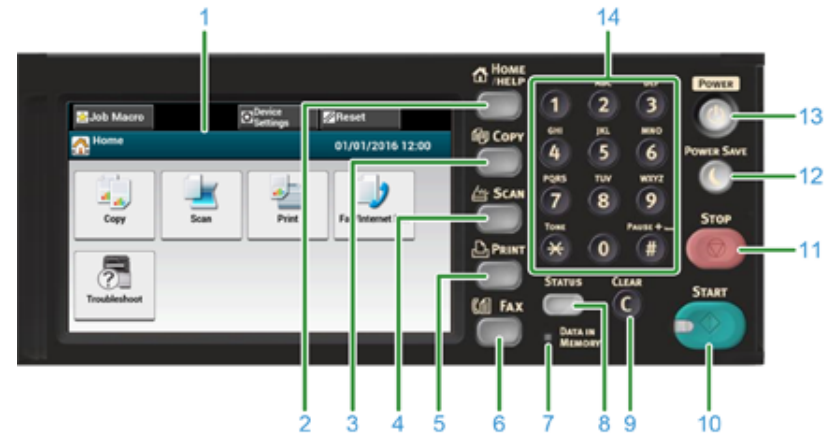 1
14
HOME
/HELP
ABC
DEF
POWER
Job Macro
Device
Settings
Reset
1
2
3
13
Home
01/01/2016 12:00
COPY
GHI
JKL
MNO
4
5
6
POWER SAVE
12
SCAN
PQRS
TUV
WXYZ
7
8
9
Copy
Scan
Print
STOP
PRINT
TONE
PAUSE +
*
0
#
11
STATUS
CLEAR
START
Troubleshoot
FAX
C
DATA IN
MEMORY
2
3
4
5
6
7
8
9
10